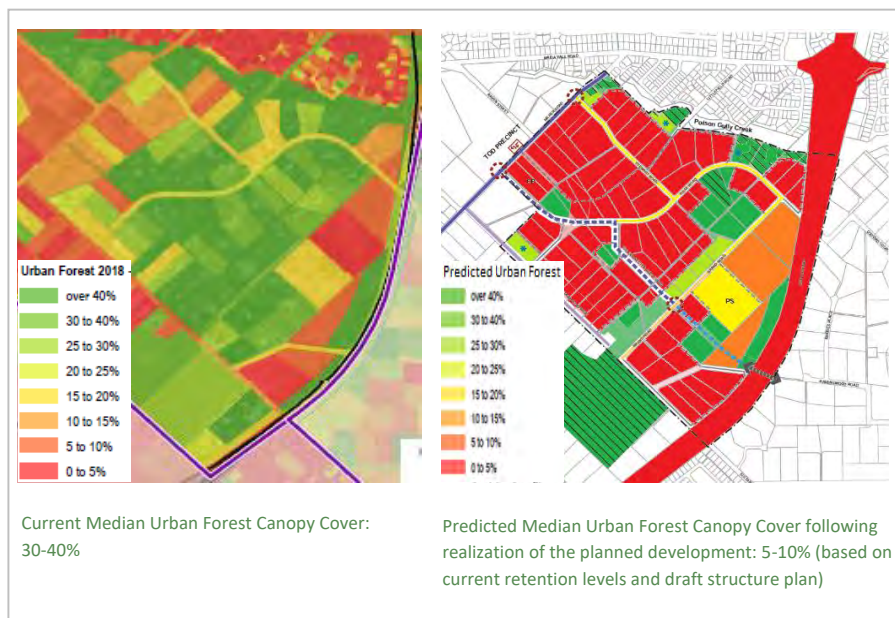 Urban Forest 2018 -
over 40%
30 to 40%
25 to 30%
20 to 25%
15 to 20%
10 to 15%
5 to 10%
0 to 5%
Current Median Urban Forest Canopy Cover:
30-40%
Poison Gully Creek
TOD PRECINCT
PS
Predicted Urban Forest
over 40%
30 to 40%
25 to 30%
20 to 25%
15 to 20%
10 to 15%
5 to 10%
0 to 5%
Predicted Median Urban Forest Canopy Cover following
realization of the planned development: 5-10% (based on
current retention levels and draft structure plan)